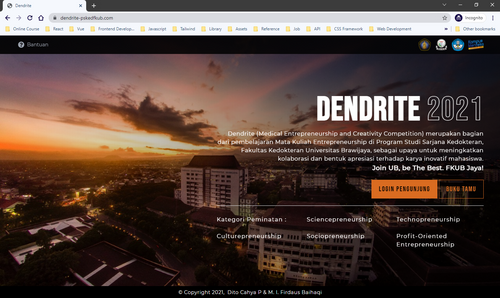 Dendrite
dendrite-pskedfkub.com
Incognito
Online Course
React
Vue
Frontend Develop...
Javascript
Tailwind
Library
Assets
Reference
Job
API
CSS Framework
Web Development
Other bookmarks
Bantuan
DENDRITE 2021
Dendrite (Medical Entrepreneurship and Creativity Competition) merupakan bagian
dari pembelajaran Mata Kuliah Entrepreneurship di Program Studi Sarjana Kedokteran,
Fakultas Kedokteran Universitas Brawijaya, sebagai upaya untuk meningkatkan
kolaborasi dan bentuk apresiasi terhadap karya inovatif mahasiswa.
Join UB, be The Best. FKUB Jaya!
LOGIN PENGUNJUNG
BUKU TAMU
Kategori Peminatan :
Sciencepreneurship
Technopreneurship
Culturepreneurship
Sociopreneurship
Profit-Oriented
Entrepreneurship
© Copyright 2021, Dito Cahya P & M. I. Firdaus Baihaqi